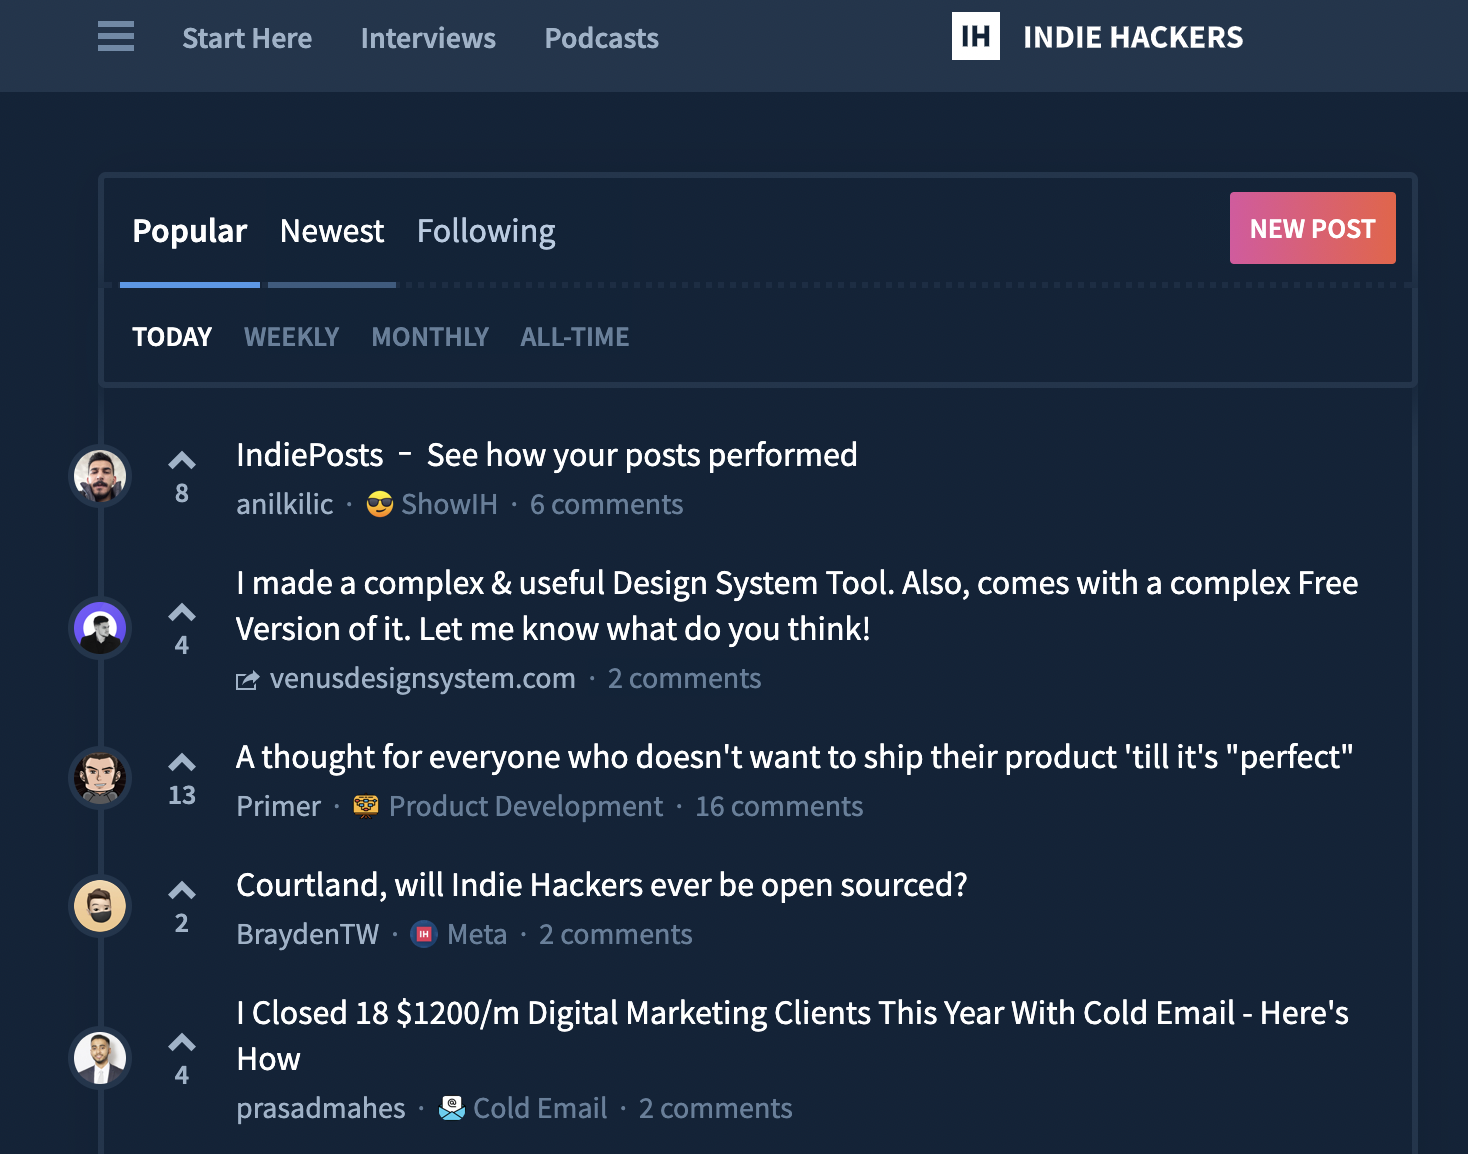 Start Here Interviews Podcasts IH INDIE HACKERS
Popular Newest Following NEW POST
TODAY WEEKLY MONTHLY ALL-TIME
IndiePosts – See how your posts performed
8
anilkilic · ShowIH · 6 comments
I made a complex & useful Design System Tool. Also, comes with a complex Free
Version of it. Let me know what do you think!
4
venusdesignsystem.com · 2 comments
A thought for everyone who doesn't want to ship their product 'till it's "perfect"
13
Primer · Product Development · 16 comments
Courtland, will Indie Hackers ever be open sourced?
2
BraydenTW · IH Meta · 2 comments
I Closed 18 $1200/m Digital Marketing Clients This Year With Cold Email - Here's
How
4
prasadmahes · Cold Email · 2 comments